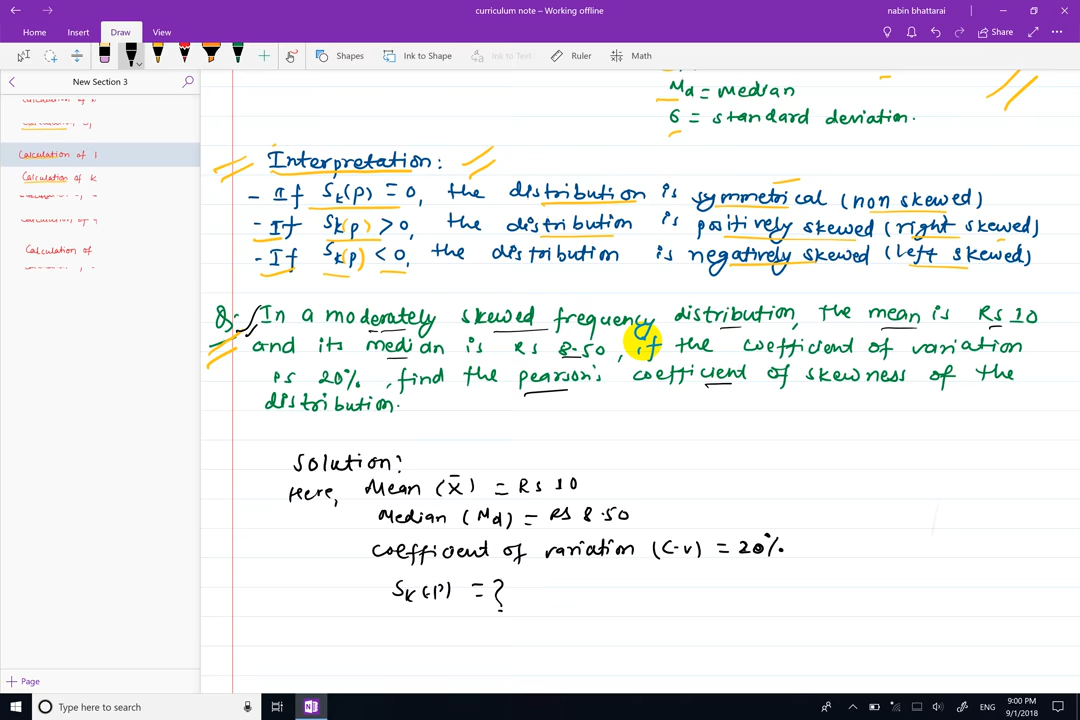 curriculum note – Working offline
nabin bhattarai
Home Insert Draw View
Share
Shapes Ink to Shape Ink to Text Ruler Math
New Section 3
Calculation of
Calculation of k
Calculation of
Md = Median
б = standard deviation.
Interpretation:
- If Sk(p) = 0, the distribution is symmetrical (non skewed)
- If Sk(p) > 0, the distribution is positively skewed (right skewed)
- If Sk(p) < 0, the distribution is negatively skewed (left skewed)
Q: In a moderately skewed frequency distribution, the mean is Rs 10
and its median is Rs 8.50, if the coefficient of variation
is 20%, find the pearson's coefficient of skewness of the
distribution.
Solution:
Here, Mean (X̄) = Rs 10
Median (Md) = Rs 8.50
coefficient of variation (C.V) = 20%.
Sk(P) = ?
+ Page
Type here to search
ENG
9:00 PM
9/1/2018